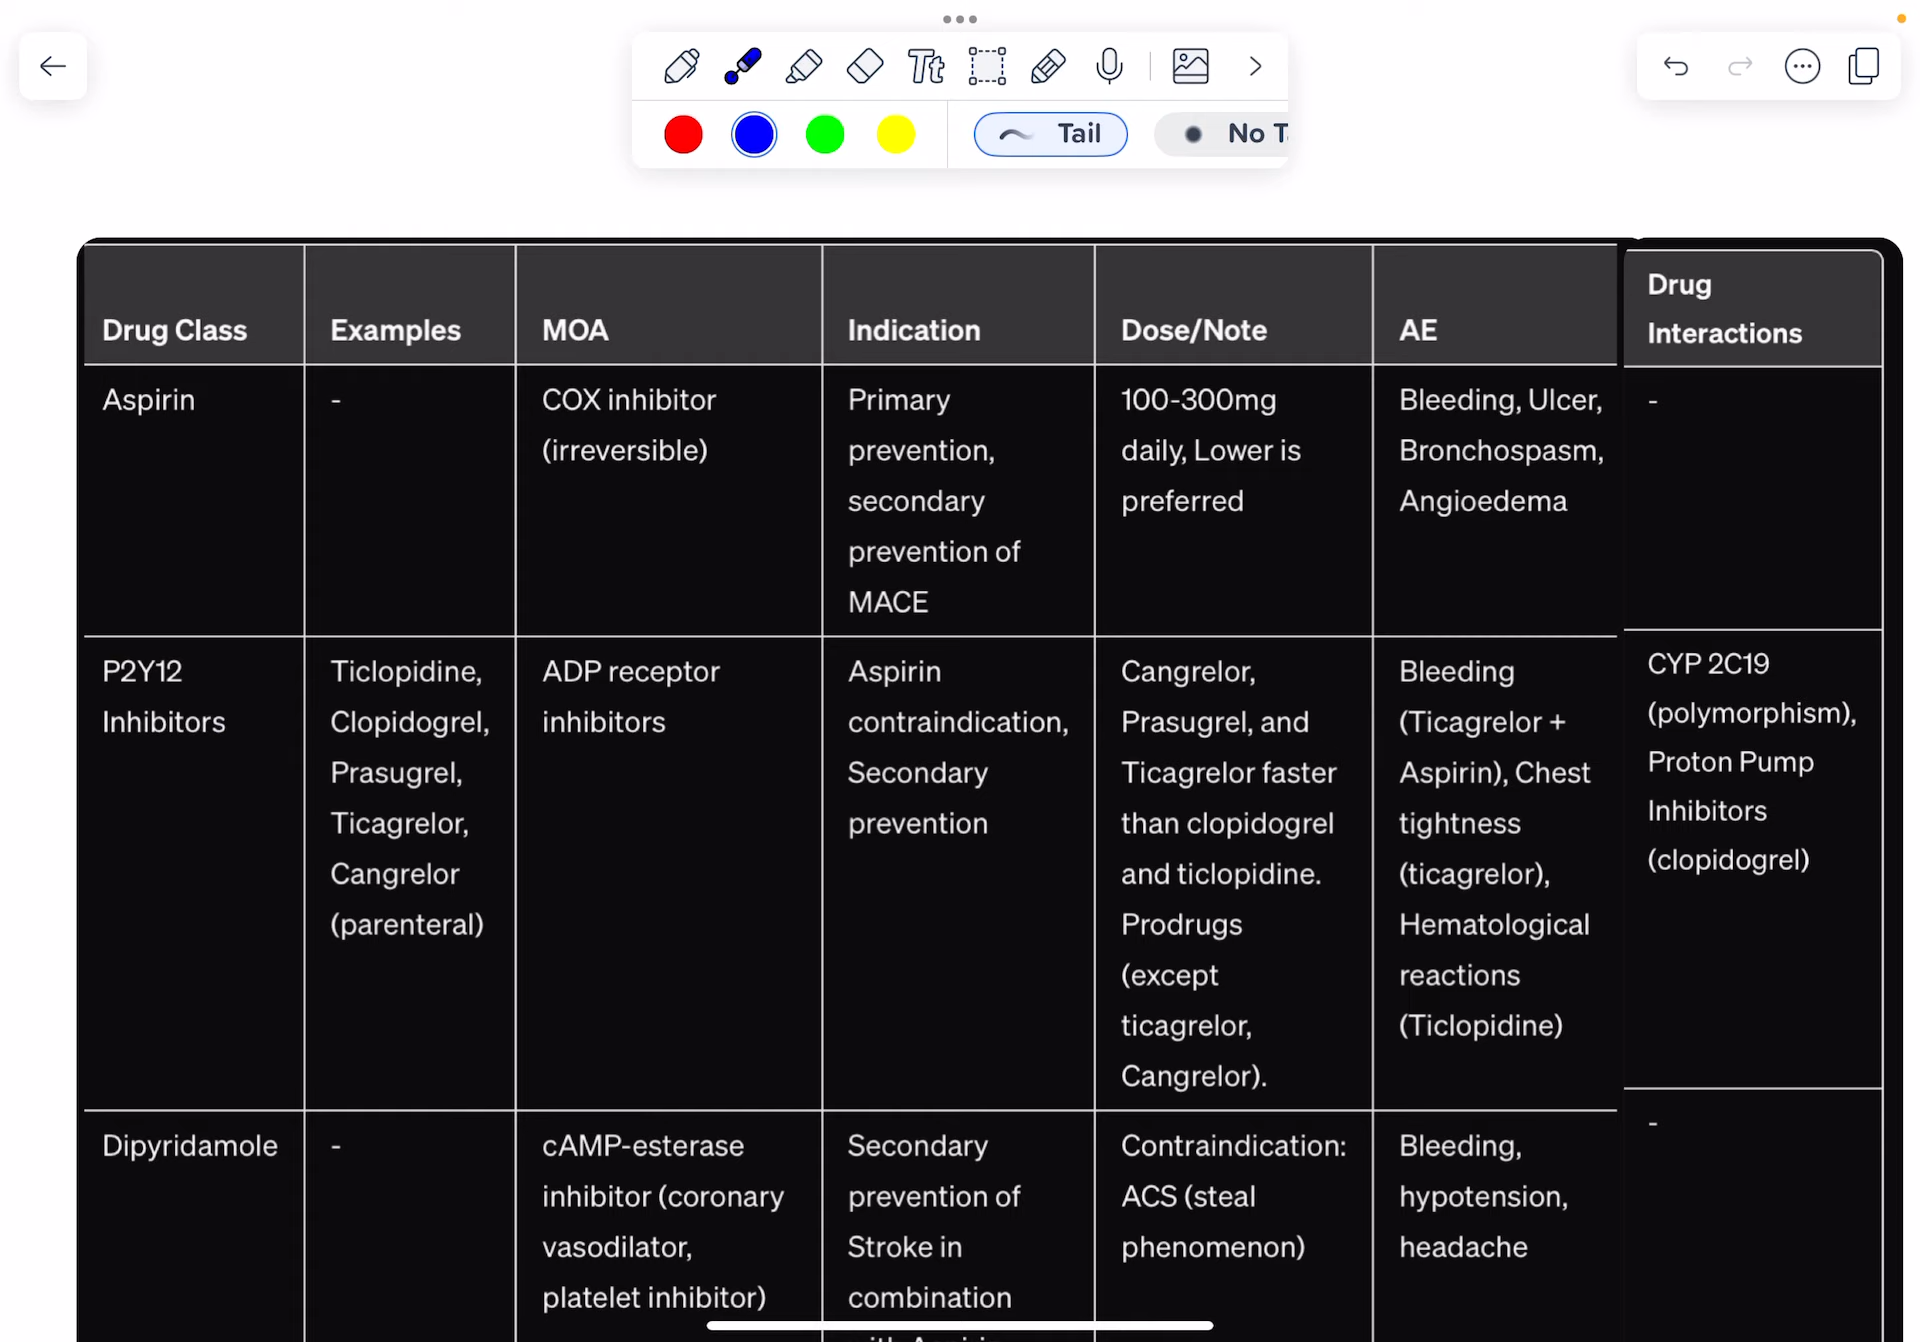 Tt
Tail
No T
Drug Class
Examples
MOA
Indication
Dose/Note
AE
Drug
Interactions
Aspirin
-
COX inhibitor
(irreversible)
Primary
prevention,
secondary
prevention of
MACE
100-300mg
daily, Lower is
preferred
Bleeding, Ulcer,
Bronchospasm,
Angioedema
-
P2Y12
Inhibitors
Ticlopidine,
Clopidogrel,
Prasugrel,
Ticagrelor,
Cangrelor
(parenteral)
ADP receptor
inhibitors
Aspirin
contraindication,
Secondary
prevention
Cangrelor,
Prasugrel, and
Ticagrelor faster
than clopidogrel
and ticlopidine.
Prodrugs
(except
ticagrelor,
Cangrelor).
Bleeding
(Ticagrelor +
Aspirin), Chest
tightness
(ticagrelor),
Hematological
reactions
(Ticlopidine)
CYP 2C19
(polymorphism),
Proton Pump
Inhibitors
(clopidogrel)
Dipyridamole
-
cAMP-esterase
inhibitor (coronary
vasodilator,
platelet inhibitor)
Secondary
prevention of
Stroke in
combination
Contraindication:
ACS (steal
phenomenon)
Bleeding,
hypotension,
headache
-